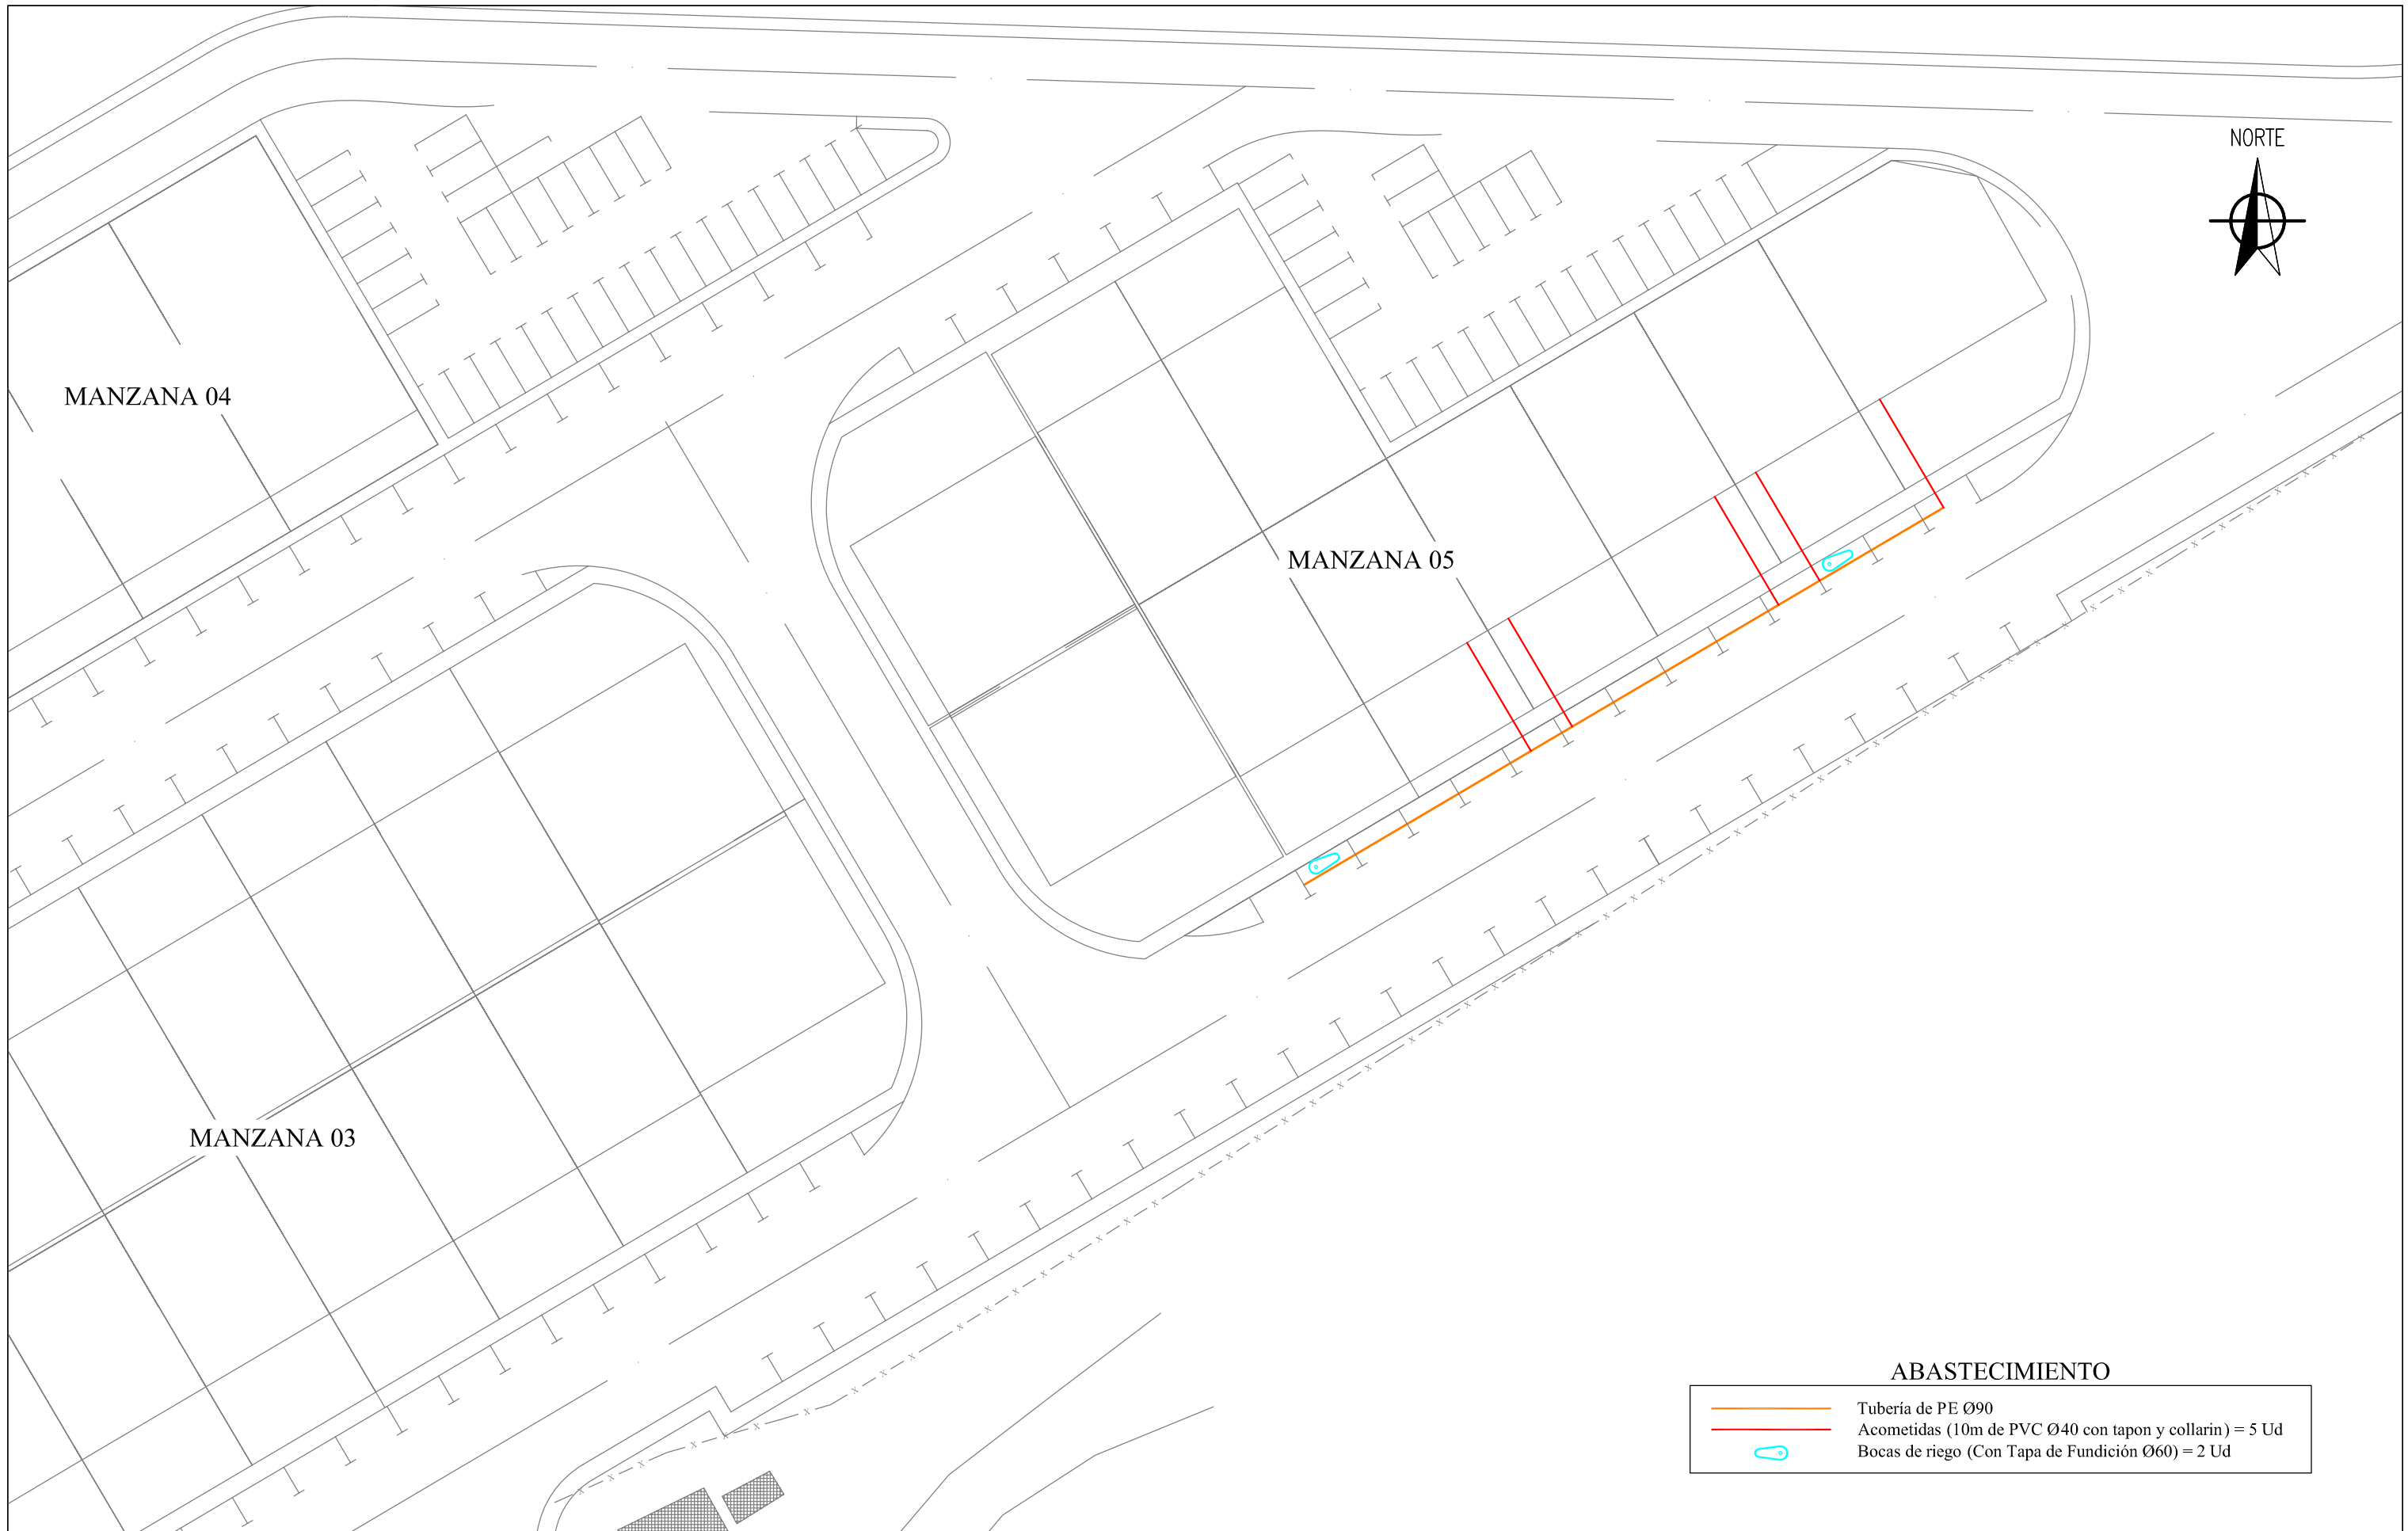 NORTE
MANZANA 04
MANZANA 05
MANZANA 03
ABASTECIMIENTO
Tubería de PE Ø90
Acometidas (10m de PVC Ø40 con tapon y collarin) = 5 Ud
Bocas de riego (Con Tapa de Fundición Ø60) = 2 Ud